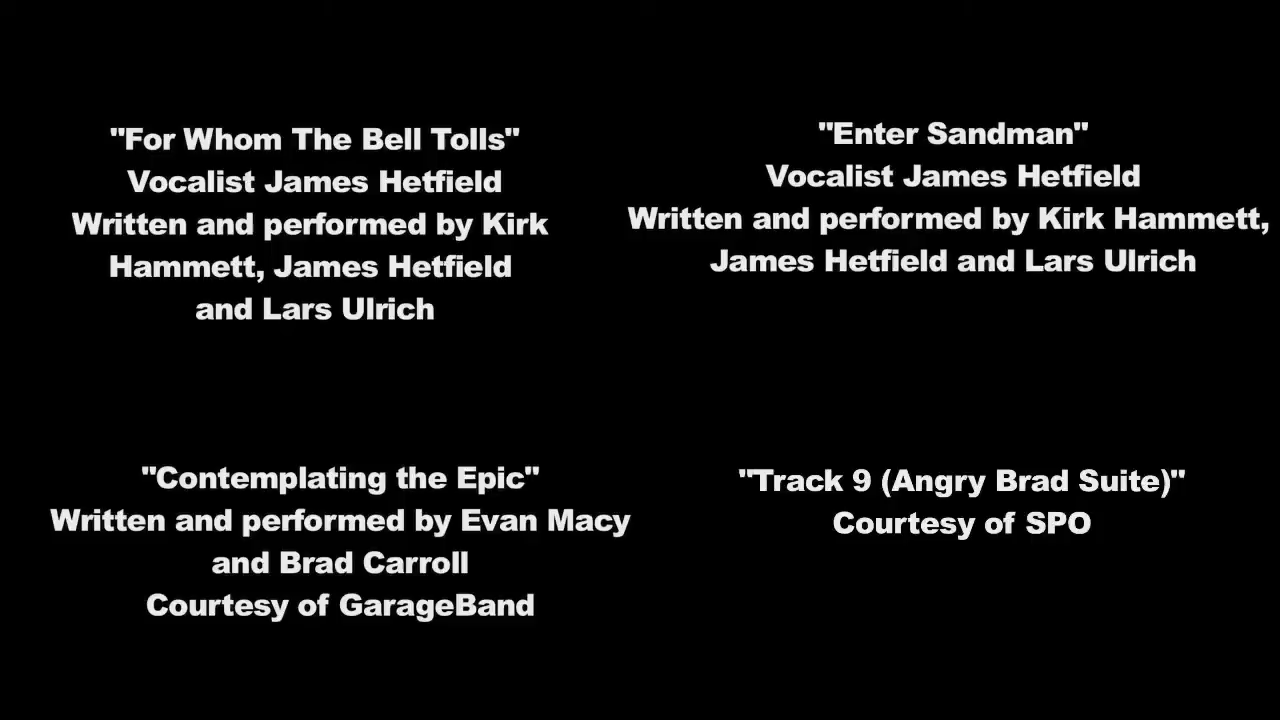 "For Whom The Bell Tolls"
Vocalist James Hetfield
Written and performed by Kirk
Hammett, James Hetfield
and Lars Ulrich
"Enter Sandman"
Vocalist James Hetfield
Written and performed by Kirk Hammett,
James Hetfield and Lars Ulrich
"Contemplating the Epic"
Written and performed by Evan Macy
and Brad Carroll
Courtesy of GarageBand
"Track 9 (Angry Brad Suite)"
Courtesy of SPO